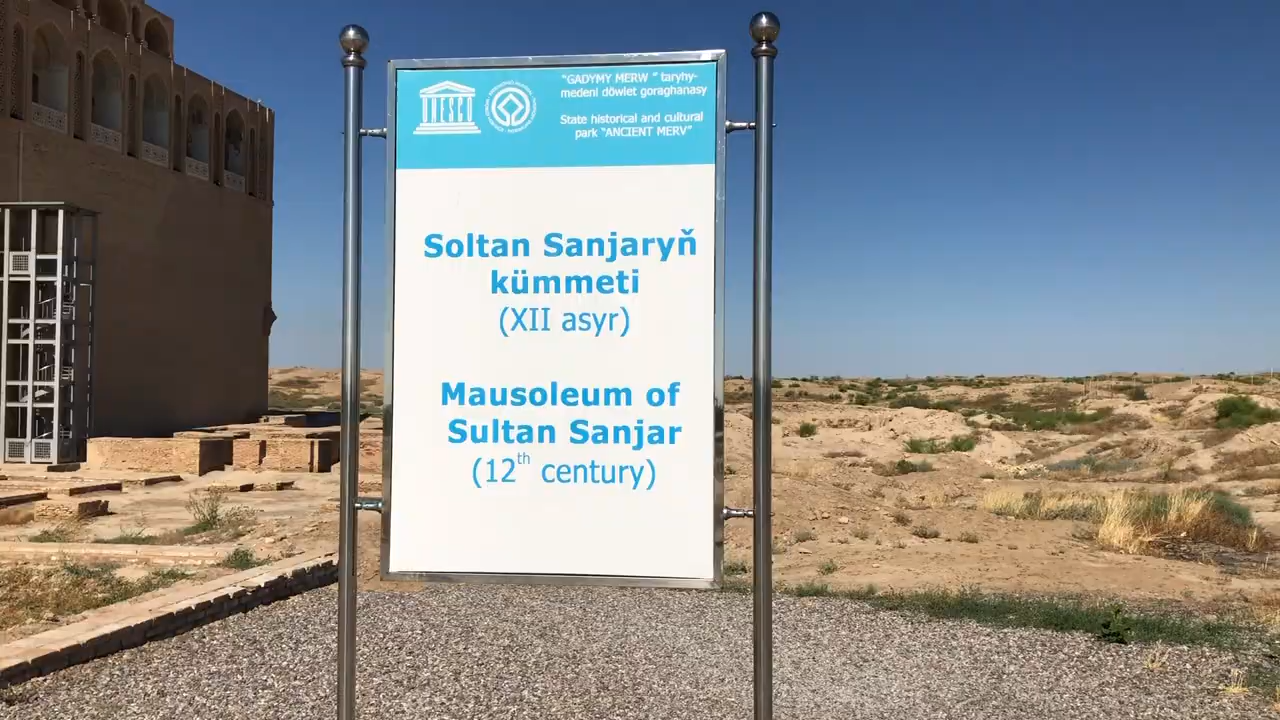 "GADYMY MERW " taryhy-
medeni döwlet goraghanasy
State historical and cultural
park "ANCIENT MERV"
Soltan Sanjaryň
kümmeti
(XII asyr)
Mausoleum of
Sultan Sanjar
(12th century)